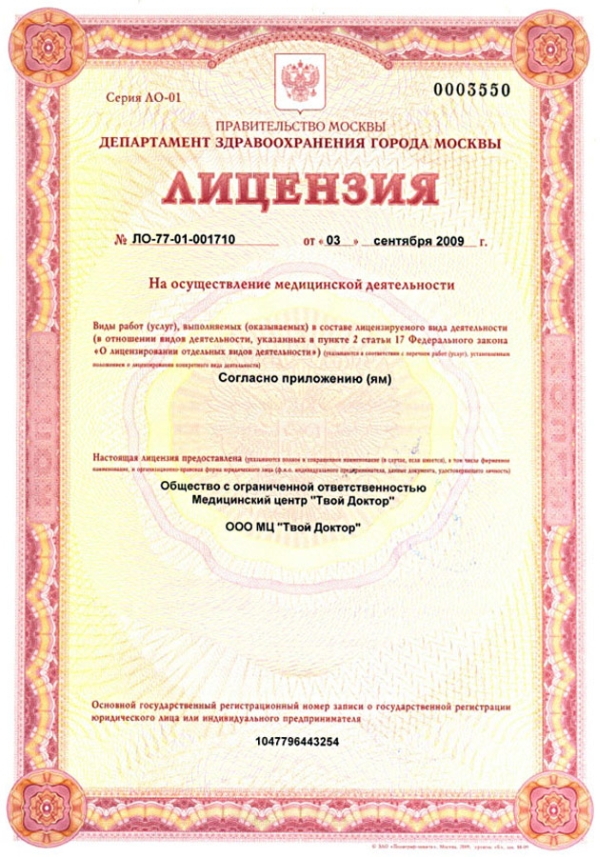 Серия ЛО-01
0003550
ПРАВИТЕЛЬСТВО МОСКВЫ
ДЕПАРТАМЕНТ ЗДРАВООХРАНЕНИЯ ГОРОДА МОСКВЫ
ЛИЦЕНЗИЯ
№ ЛО-77-01-001710 от «03» сентября 2009 г.
На осуществление медицинской деятельности
Виды работ (услуг), выполняемых (оказываемых) в составе лицензируемого вида деятельности
(в отношении видов деятельности, указанных в пункте 2 статьи 17 Федерального закона
«О лицензировании отдельных видов деятельности») (указываются в соответствии с перечнем работ (услуг), установленным
положением о лицензировании конкретного вида деятельности)
Согласно приложению (ям)
Настоящая лицензия предоставлена (указываются полное и сокращенное наименование (в случае, если имеется), в том числе фирменное
наименование, и организационно-правовая форма юридического лица (ф.и.о. индивидуального предпринимателя, данные документа, удостоверяющего личность)
Общество с ограниченной ответственностью
Медицинский центр "Твой Доктор"
ООО МЦ "Твой Доктор"
Основной государственный регистрационный номер записи о государственной регистрации
юридического лица или индивидуального предпринимателя
1047796443254